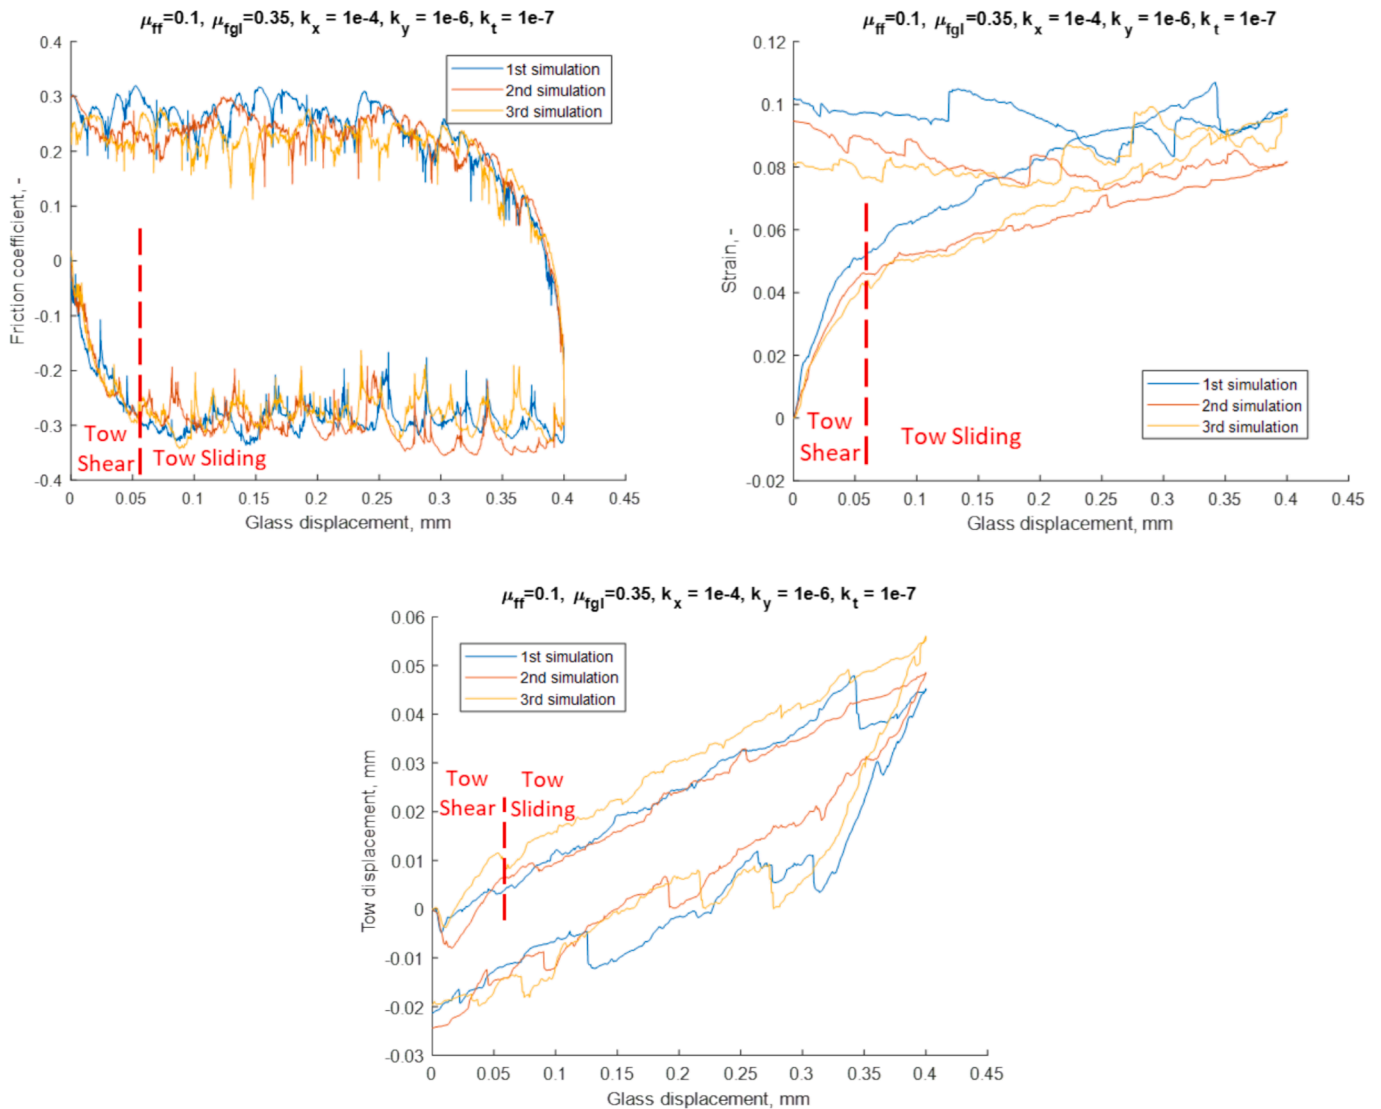 μff=0.1, μfgl=0.35, kx = 1e-4, ky = 1e-6, kt = 1e-7
0.4
0.3
0.2
0.1
0
-0.1
-0.2
-0.3
-0.4
Friction coefficient, -
1st simulation
2nd simulation
3rd simulation
Tow
Shear
Tow Sliding
0
0.05
0.1
0.15
0.2
0.25
0.3
0.35
0.4
0.45
Glass displacement, mm
μff=0.1, μfgl=0.35, kx = 1e-4, ky = 1e-6, kt = 1e-7
0.12
0.1
0.08
0.06
0.04
0.02
0
-0.02
Strain, -
1st simulation
2nd simulation
3rd simulation
Tow
Shear
Tow Sliding
0
0.05
0.1
0.15
0.2
0.25
0.3
0.35
0.4
0.45
Glass displacement, mm
μff=0.1, μfgl=0.35, kx = 1e-4, ky = 1e-6, kt = 1e-7
0.06
0.05
0.04
0.03
0.02
0.01
0
-0.01
-0.02
-0.03
Tow displacement, mm
1st simulation
2nd simulation
3rd simulation
Tow
Shear
Tow
Sliding
0
0.05
0.1
0.15
0.2
0.25
0.3
0.35
0.4
0.45
Glass displacement, mm